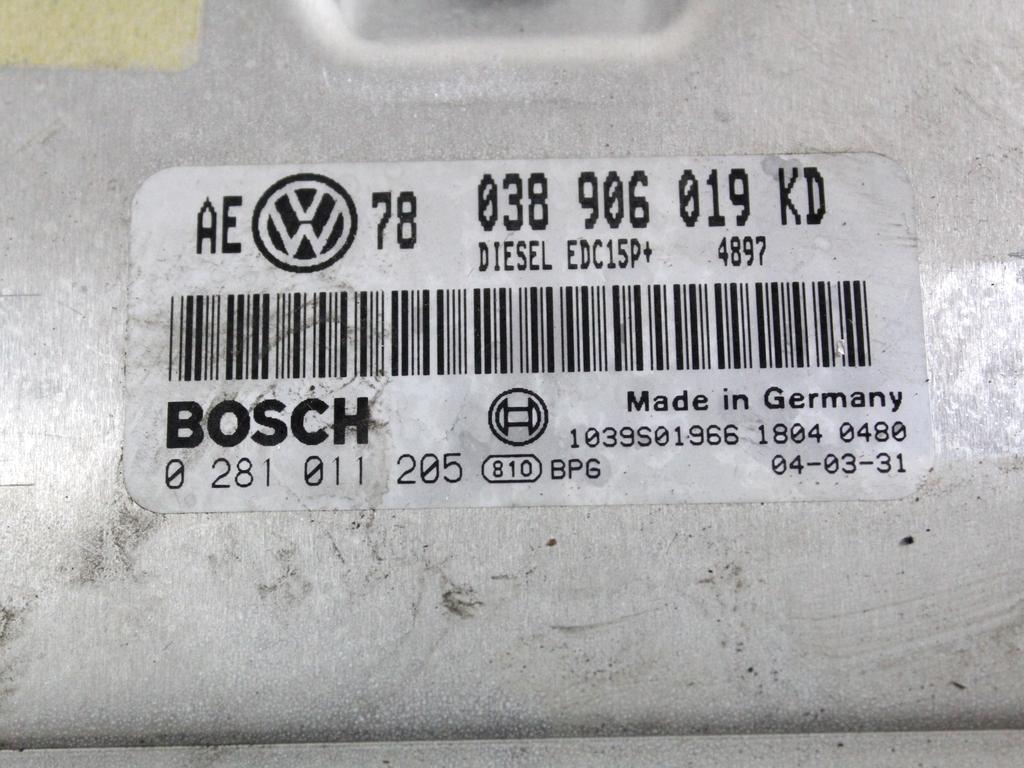 AE VW 78 038 906 019 KD
DIESEL EDC15P+ 4897
BOSCH Made in Germany
1039S01966 1804 0480
0 281 011 205 810 BPG 04-03-31